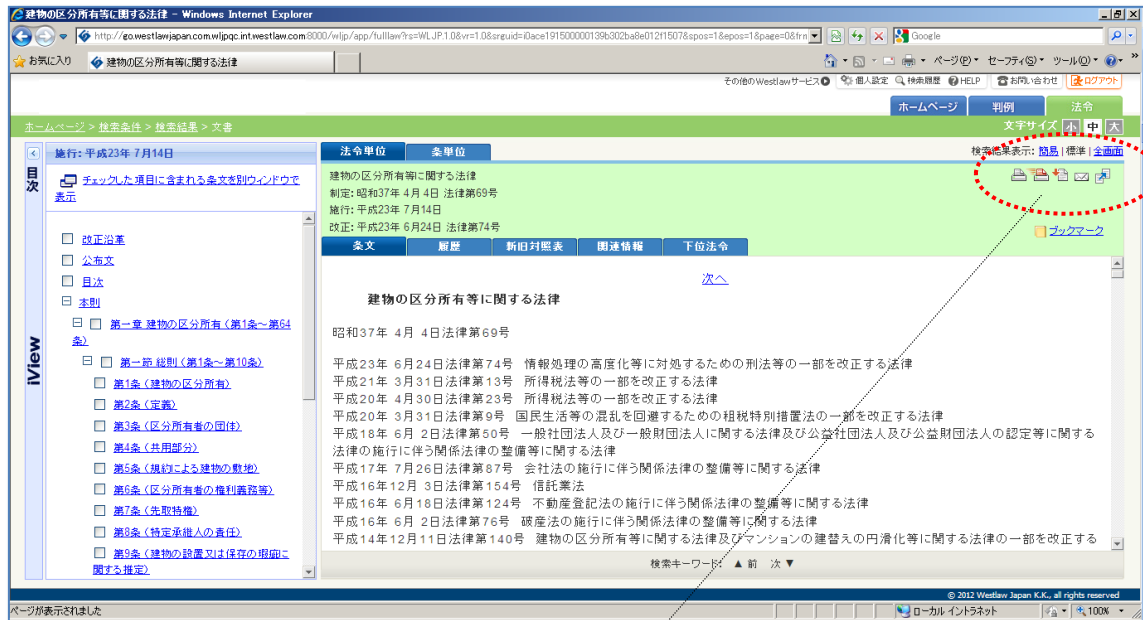 建物の区分所有等に関する法律 - Windows Internet Explorer
http://go.westlawjapan.com.wljpqc.int.westlaw.com:8000/wljp/app/fulllaw?rs=WLJP.1.0&vr=1.0&srguid=i0ace191500000139b302ba8e012f1507&spos=1&epos=1&page=0&frn
Google
お気に入り
建物の区分所有等に関する法律
ページ(P)
セーフティ(S)
ツール(O)
その他のWestlawサービス
個人設定
検索履歴
HELP
お問い合わせ
ログアウト
ホームページ
判例
法令
ホームページ > 検索条件 > 検索結果 > 文書
文字サイズ 小 中 大
施行: 平成23年 7月14日
法令単位
条単位
検索結果表示: 簡易 | 標準 | 全画面
目次
iView
チェックした項目に含まれる条文を別ウィンドウで
表示
改正沿革
公布文
目次
本則
第一章 建物の区分所有(第1条~第64
条)
第一節 総則(第1条~第10条)
第1条(建物の区分所有)
第2条(定義)
第3条(区分所有者の団体)
第4条(共用部分)
第5条(規約による建物の敷地)
第6条(区分所有者の権利義務等)
第7条(先取特権)
第8条(特定承継人の責任)
第9条(建物の設置又は保存の瑕疵に
関する推定)
建物の区分所有等に関する法律
制定: 昭和37年 4月 4日 法律第69号
施行: 平成23年 7月14日
改正: 平成23年 6月24日 法律第74号
ブックマーク
条文
履歴
新旧対照表
関連情報
下位法令
次へ
建物の区分所有等に関する法律
昭和37年 4月 4日法律第69号
平成23年 6月24日法律第74号 情報処理の高度化等に対処するための刑法等の一部を改正する法律
平成21年 3月31日法律第13号 所得税法等の一部を改正する法律
平成20年 4月30日法律第23号 所得税法等の一部を改正する法律
平成20年 3月31日法律第9号 国民生活等の混乱を回避するための租税特別措置法の一部を改正する法律
平成18年 6月 2日法律第50号 一般社団法人及び一般財団法人に関する法律及び公益社団法人及び公益財団法人の認定等に関する
法律の施行に伴う関係法律の整備等に関する法律
平成17年 7月26日法律第87号 会社法の施行に伴う関係法律の整備等に関する法律
平成16年12月 3日法律第154号 信託業法
平成16年 6月18日法律第124号 不動産登記法の施行に伴う関係法律の整備等に関する法律
平成16年 6月 2日法律第76号 破産法の施行に伴う関係法律の整備等に関する法律
平成14年12月11日法律第140号 建物の区分所有等に関する法律及びマンションの建替えの円滑化等に関する法律の一部を改正する
検索キーワード: ▲ 前 次 ▼
© 2012 Westlaw Japan K.K., all rights reserved
ページが表示されました
ローカル イントラネット
100%